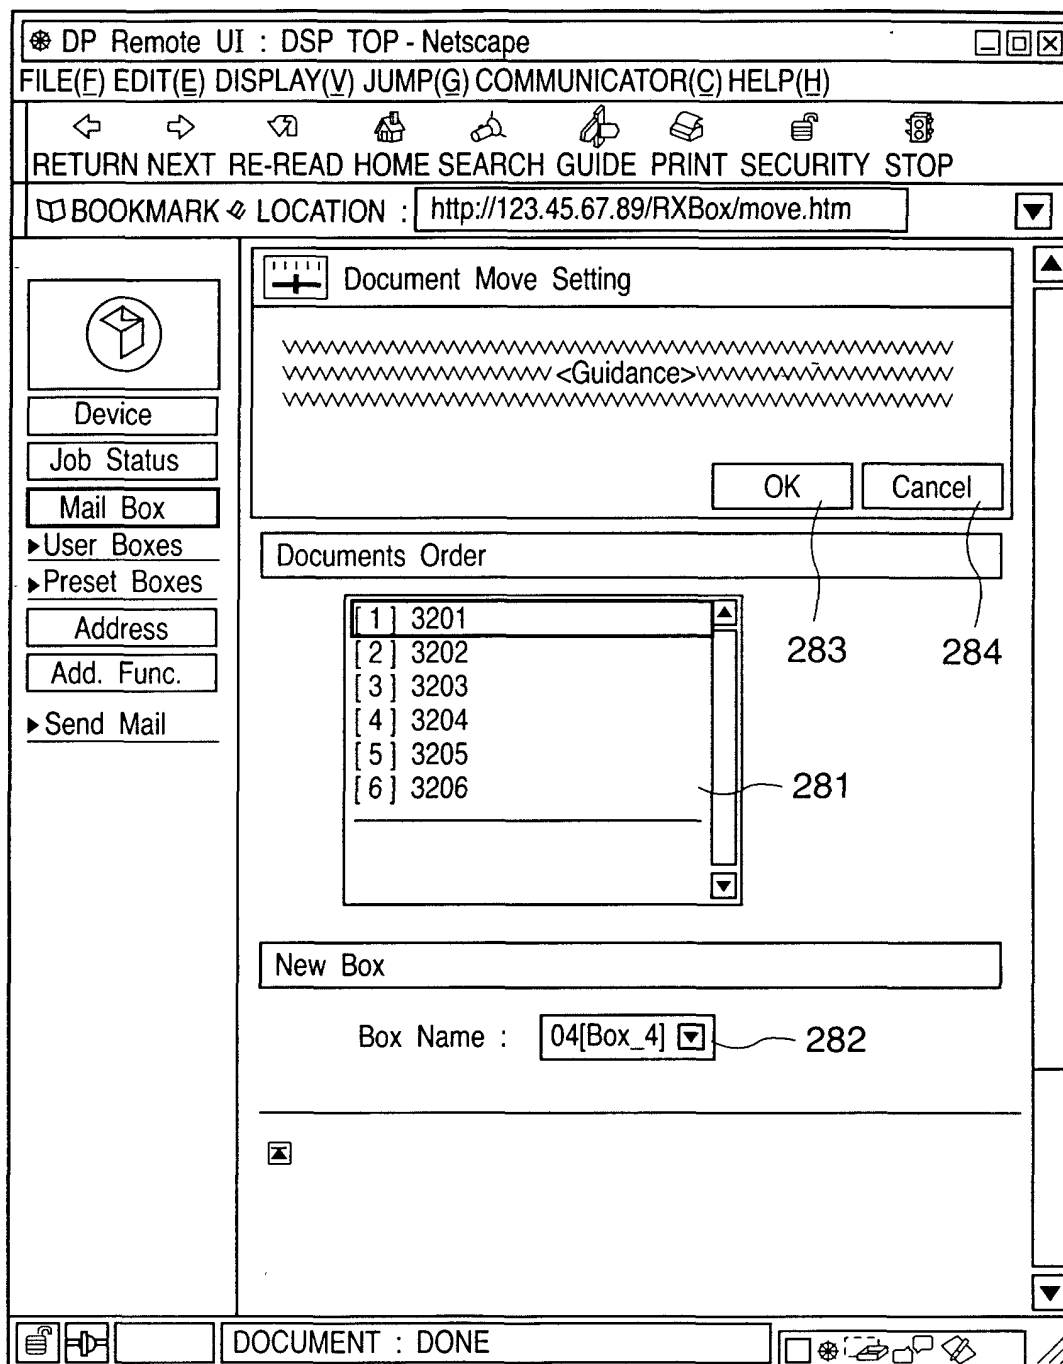 DP Remote UI : DSP TOP - Netscape
FILE(F) EDIT(E) DISPLAY(V) JUMP(G) COMMUNICATOR(C) HELP(H)
RETURN NEXT RE-READ HOME SEARCH GUIDE PRINT SECURITY STOP
BOOKMARK LOCATION : http://123.45.67.89/RXBox/move.htm
Device
Job Status
Mail Box
User Boxes
Preset Boxes
Address
Add. Func.
Send Mail
Document Move Setting
<Guidance>
OK Cancel
283 284
Documents Order
[ 1 ] 3201
[ 2 ] 3202
[ 3 ] 3203
[ 4 ] 3204
[ 5 ] 3205
[ 6 ] 3206
281
New Box
Box Name : 04[Box_4]
282
DOCUMENT : DONE